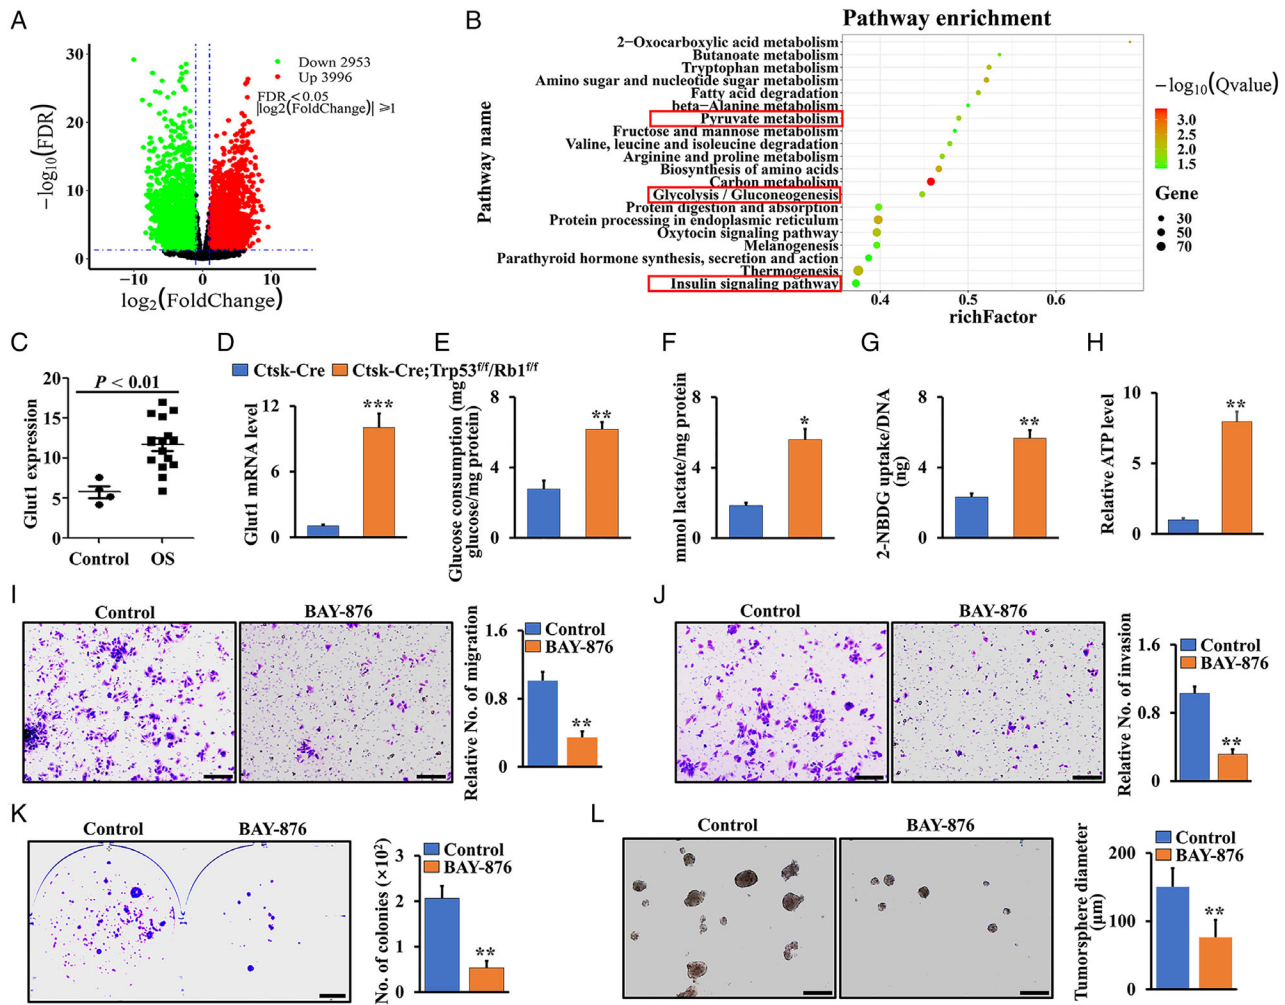 A
30
20
10
0
−log10(FDR)
Down 2953
Up 3996
FDR<0.05
|log2(FoldChange)| ⩾1
−10
0
10
log2(FoldChange)
B
Pathway enrichment
Pathway name
2−Oxocarboxylic acid metabolism
Butanoate metabolism
Tryptophan metabolism
Amino sugar and nucleotide sugar metabolism
Fatty acid degradation
beta−Alanine metabolism
Pyruvate metabolism
Fructose and mannose metabolism
Valine, leucine and isoleucine degradation
Arginine and proline metabolism
Biosynthesis of amino acids
Carbon metabolism
Glycolysis / Gluconeogenesis
Protein digestion and absorption
Protein processing in endoplasmic reticulum
Oxytocin signaling pathway
Melanogenesis
Parathyroid hormone synthesis, secretion and action
Thermogenesis
Insulin signaling pathway
0.4
0.5
0.6
richFactor
−log10(Qvalue)
3.0
2.5
2.0
1.5
Gene
30
50
70
C
P < 0.01
Glut1 expression
20
15
10
5
0
Control
OS
D
Ctsk-Cre
Ctsk-Cre;Trp53f/f/Rb1f/f
Glut1 mRNA level
12
6
0
***
E
Glucose consumption (mg
glucose/mg protein)
8
4
0
**
F
mmol lactate/mg protein
8
4
0
*
G
2-NBDG uptake/DNA
(ng)
8
4
0
**
H
Relative ATP level
10
5
0
**
I
Control
BAY-876
Relative No. of migration
1.6
0.8
0
Control
BAY-876
**
J
Control
BAY-876
Relative No. of invasion
1.6
0.8
0
Control
BAY-876
**
K
Control
BAY-876
No. of colonies (×10²)
3
2
1
0
Control
BAY-876
**
L
Control
BAY-876
Tumorsphere diameter
(μm)
200
100
0
Control
BAY-876
**